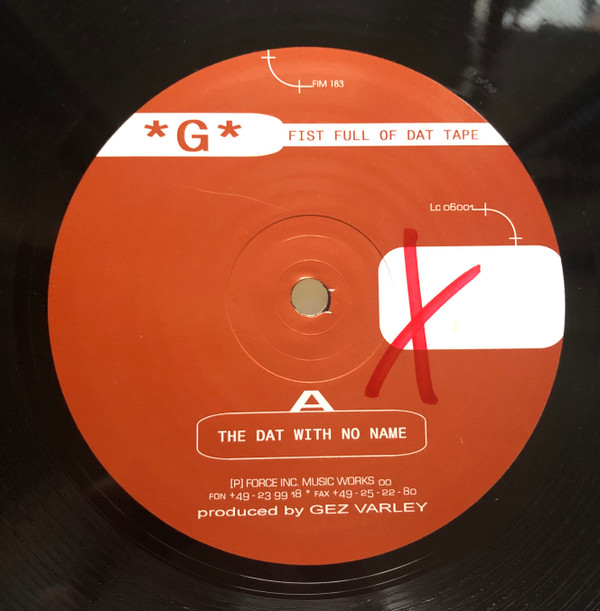 FIM 183
*G*
FIST FULL OF DAT TAPE
Lc 06001
X
A
THE DAT WITH NO NAME
[P] FORCE INC. MUSIC WORKS 00
FON +49 - 23 99 18 * FAX +49 - 25 - 22 - 80
produced by GEZ VARLEY